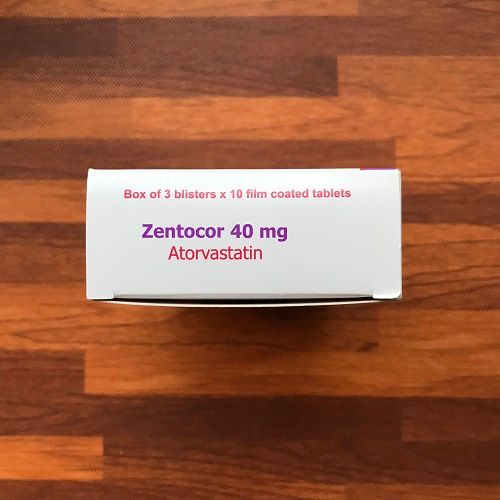 Box of 3 blisters x 10 film coated tablets
Zentocor 40 mg
Atorvastatin